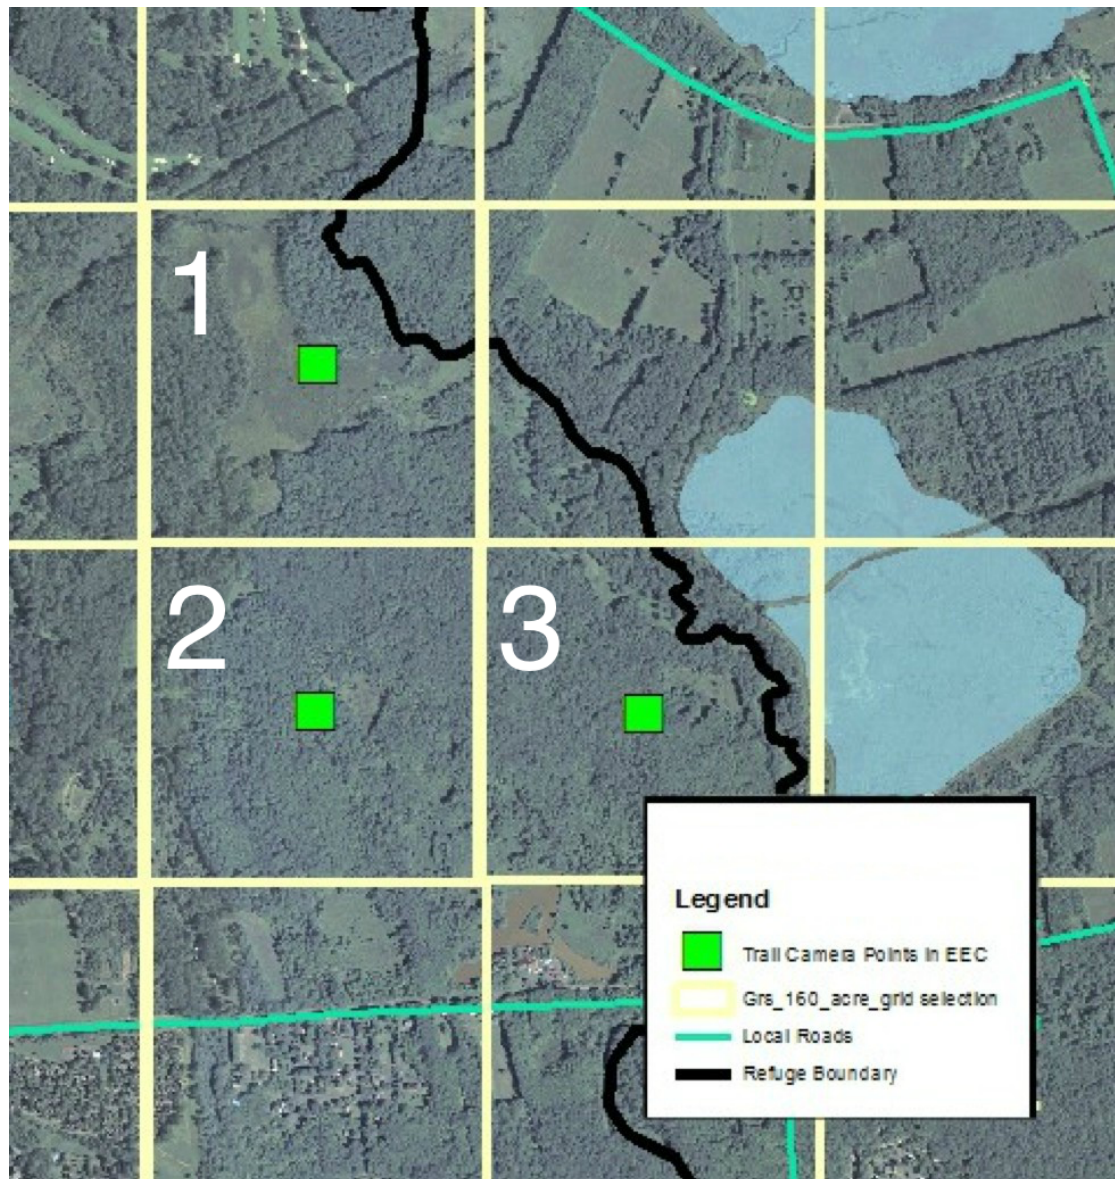 1
2
3
Legend
Trail Camera Points in EEC
Grs_160_acre_grid selection
Local Roads
Refuge Boundary